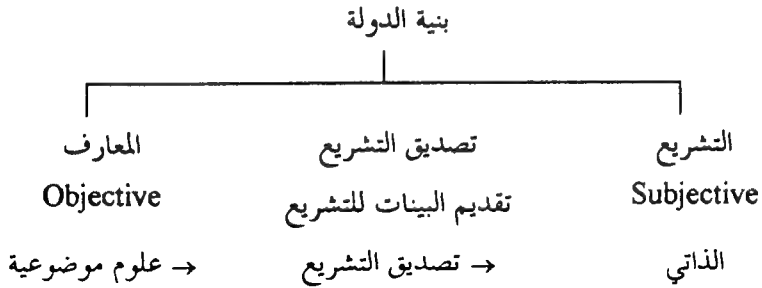 بنية الدولة
التشريع تصديق التشريع المعارف
Subjective تقديم البينات للتشريع Objective
الذاتي → تصديق التشريع → علوم موضوعية